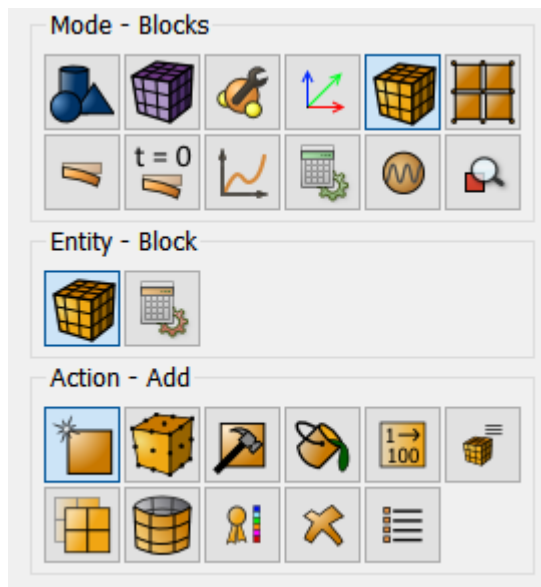 Mode - Blocks
t = 0
Entity - Block
Action - Add
1→
100